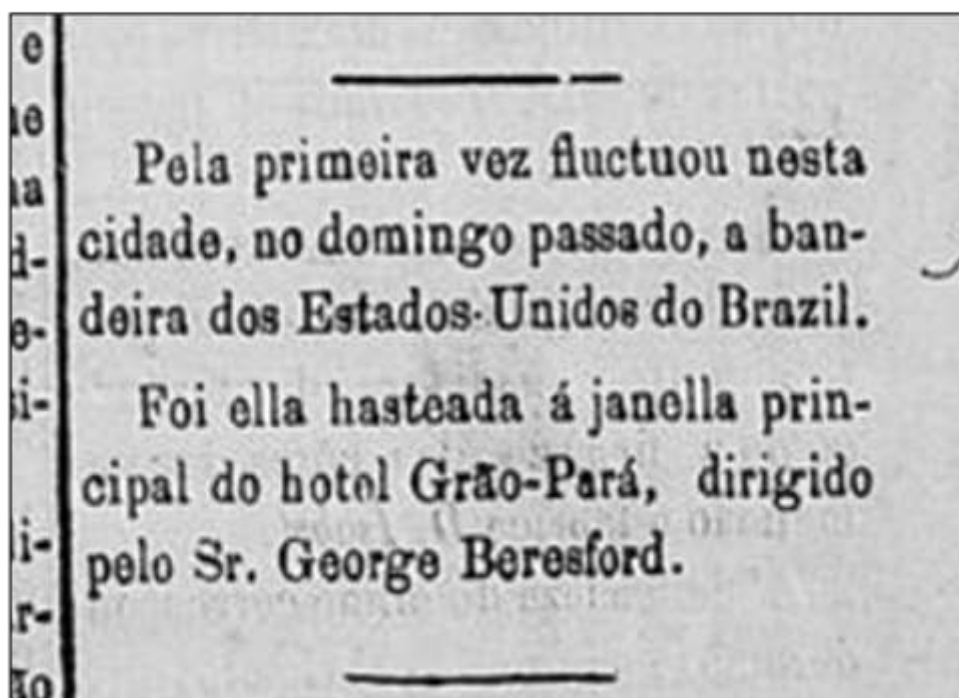 Pela primeira vez fluctuou nesta
cidade, no domingo passado, a ban-
deira dos Estados-Unidos do Brazil.
Foi ella hasteada á janella prin-
cipal do hotel Grão-Pará, dirigido
pelo Sr. George Beresford.